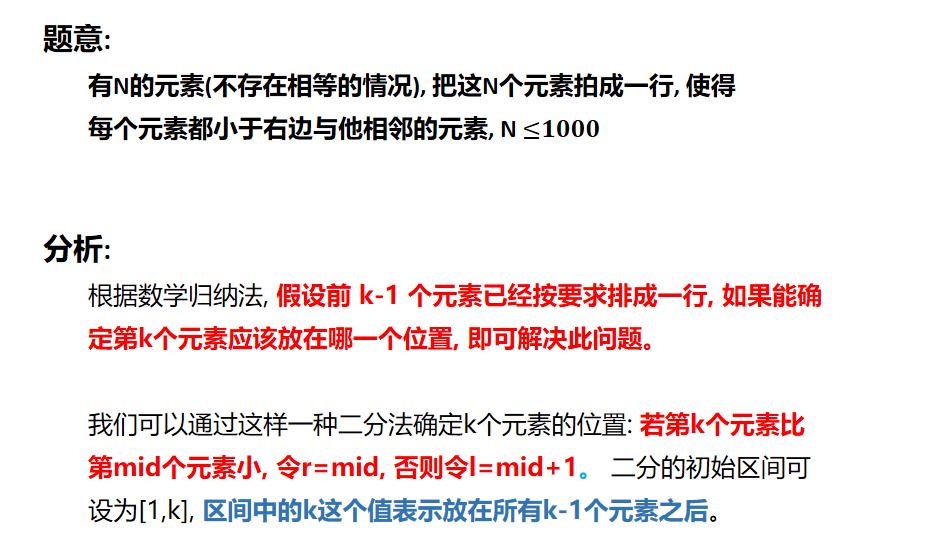 题意:
有N的元素(不存在相等的情况), 把这N个元素拍成一行, 使得
每个元素都小于右边与他相邻的元素, N ≤1000
分析:
根据数学归纳法, 假设前 k-1 个元素已经按要求排成一行, 如果能确
定第k个元素应该放在哪一个位置, 即可解决此问题。
我们可以通过这样一种二分法确定k个元素的位置: 若第k个元素比
第mid个元素小, 令r=mid, 否则令l=mid+1。 二分的初始区间可
设为[1,k], 区间中的k这个值表示放在所有k-1个元素之后。